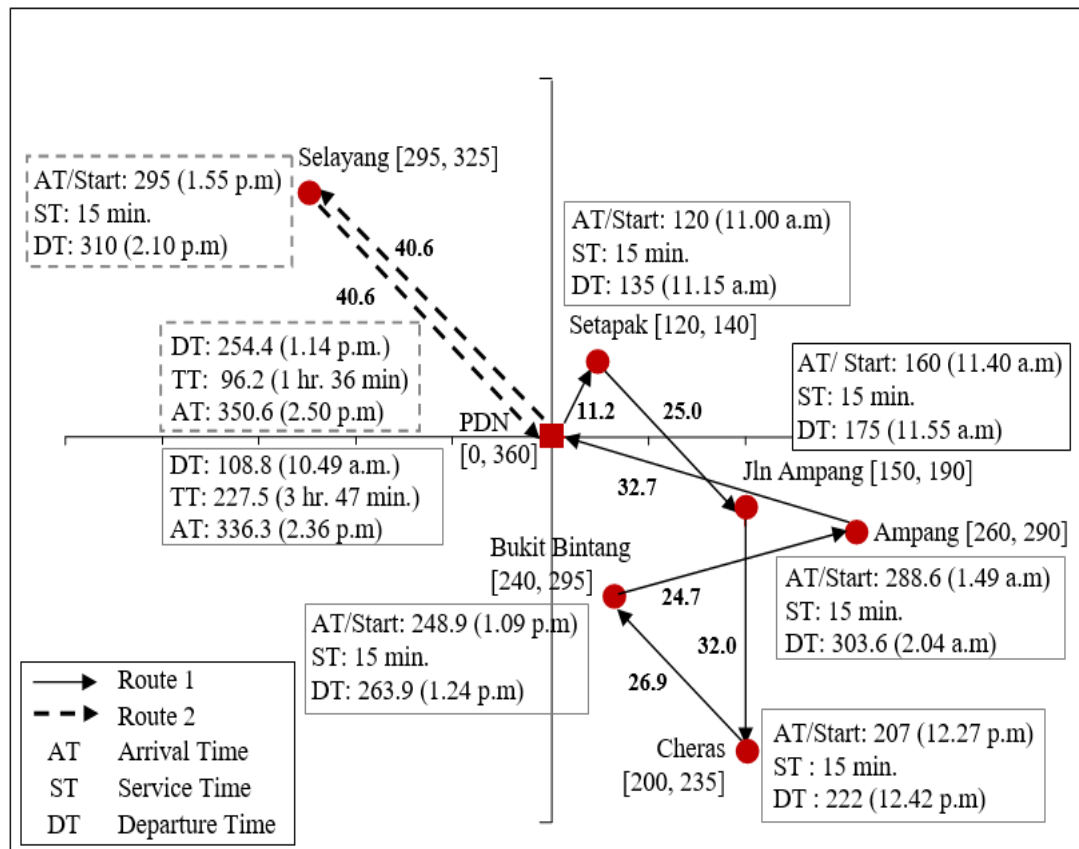 Selayang [295, 325]
AT/Start: 295 (1.55 p.m)
ST: 15 min.
DT: 310 (2.10 p.m)
40.6
40.6
AT/Start: 120 (11.00 a.m)
ST: 15 min.
DT: 135 (11.15 a.m)
Setapak [120, 140]
DT: 254.4 (1.14 p.m.)
TT: 96.2 (1 hr. 36 min)
AT: 350.6 (2.50 p.m)
PDN
[0, 360]
11.2
25.0
AT/ Start: 160 (11.40 a.m)
ST: 15 min.
DT: 175 (11.55 a.m)
Jln Ampang [150, 190]
DT: 108.8 (10.49 a.m.)
TT: 227.5 (3 hr. 47 min.)
AT: 336.3 (2.36 p.m)
32.7
Bukit Bintang
[240, 295]
Ampang [260, 290]
AT/Start: 288.6 (1.49 a.m)
ST: 15 min.
DT: 303.6 (2.04 a.m)
24.7
AT/Start: 248.9 (1.09 p.m)
ST: 15 min.
DT: 263.9 (1.24 p.m)
32.0
26.9
Cheras
[200, 235]
AT/Start: 207 (12.27 p.m)
ST : 15 min.
DT : 222 (12.42 p.m)
Route 1
Route 2
AT Arrival Time
ST Service Time
DT Departure Time